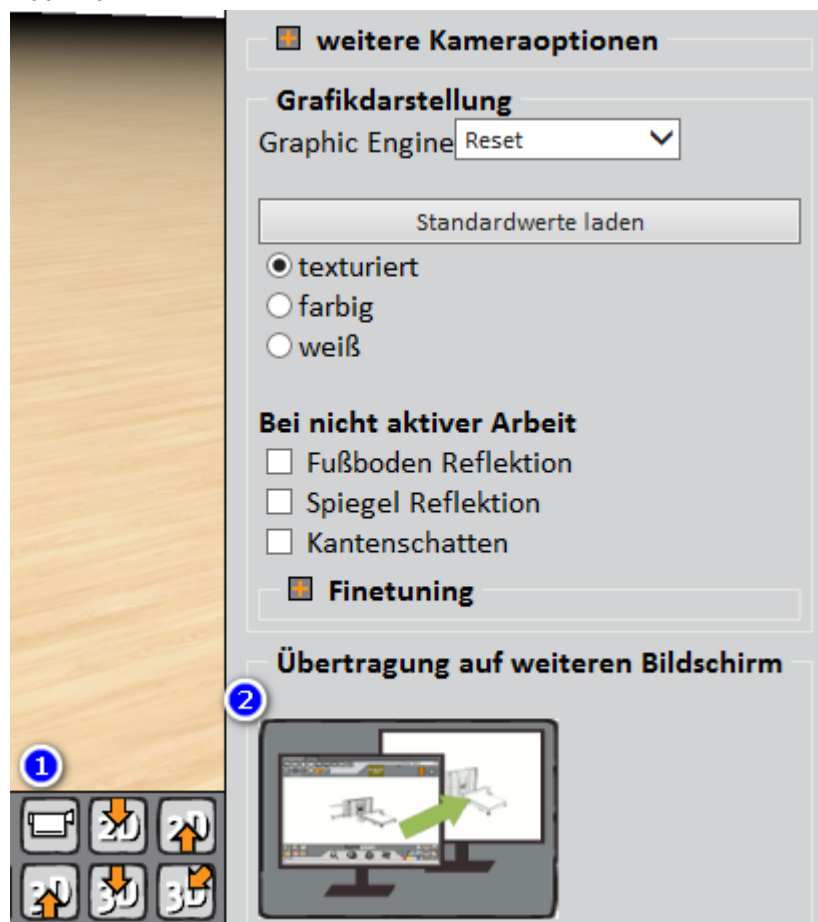 weitere Kameraoptionen
Grafikdarstellung
Graphic Engine Reset
Standardwerte laden
texturiert
farbig
weiß
Bei nicht aktiver Arbeit
Fußboden Reflektion
Spiegel Reflektion
Kantenschatten
Finetuning
Übertragung auf weiteren Bildschirm
2
1
2D 2D
2D 3D 3D